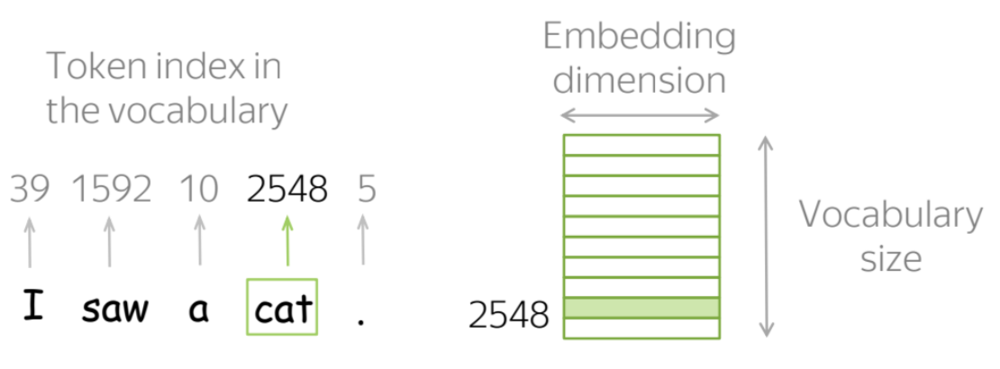 Token index in
the vocabulary
39 1592 10 2548 5
I saw a cat .
Embedding
dimension
Vocabulary
size
2548